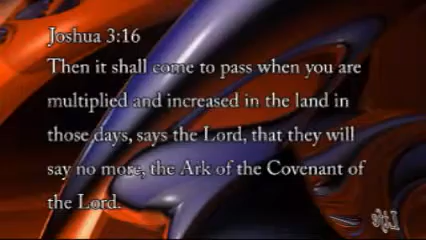 Joshua 3:16
Then it shall come to pass when you are
multiplied and increased in the land in
those days, says the Lord, that they will
say no more, the Ark of the Covenant of
the Lord.
Life